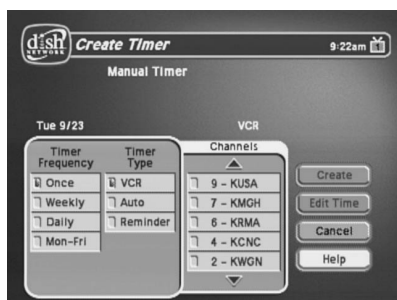 dish
NETWORK
Create Timer
9:22am
Manual Timer
Tue 9/23
VCR
Timer
Frequency
Once
Weekly
Daily
Mon-Fri
Timer
Type
VCR
Auto
Reminder
Channels
9 - KUSA
7 - KMGH
6 - KRMA
4 - KCNC
2 - KWGN
Create
Edit Time
Cancel
Help